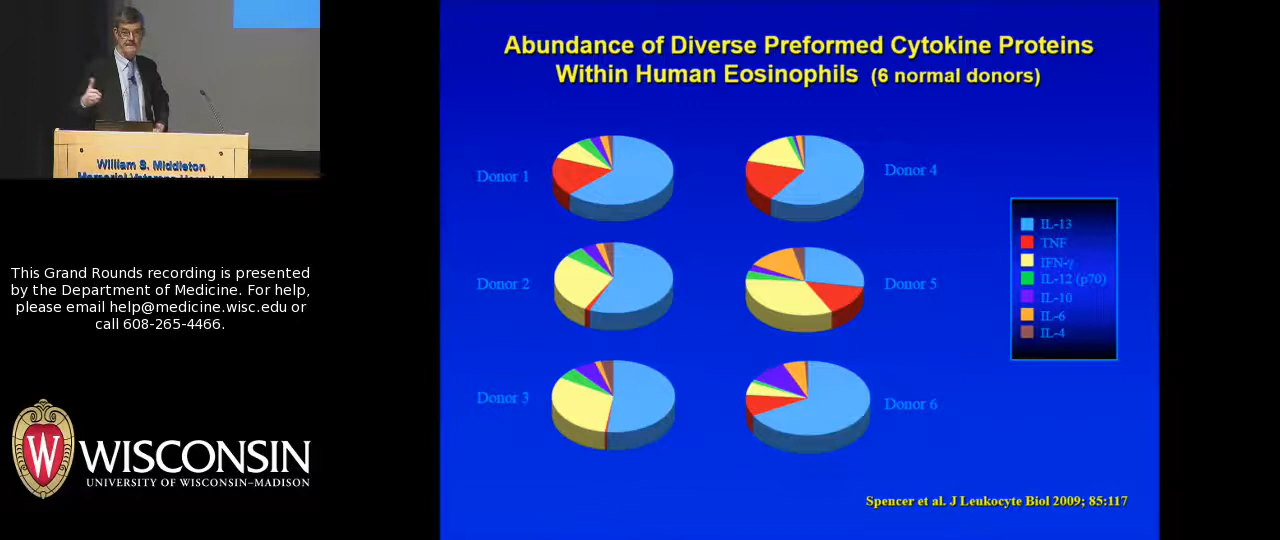 William S. Middleton
This Grand Rounds recording is presented
by the Department of Medicine. For help,
please email help@medicine.wisc.edu or
call 608-265-4466.
W
WISCONSIN
UNIVERSITY OF WISCONSIN–MADISON
Abundance of Diverse Preformed Cytokine Proteins
Within Human Eosinophils (6 normal donors)
Donor 1
Donor 4
Donor 2
Donor 5
Donor 3
Donor 6
IL-13
TNF
IFN-γ
IL-12 (p70)
IL-10
IL-6
IL-4
Spencer et al. J Leukocyte Biol 2009; 85:117